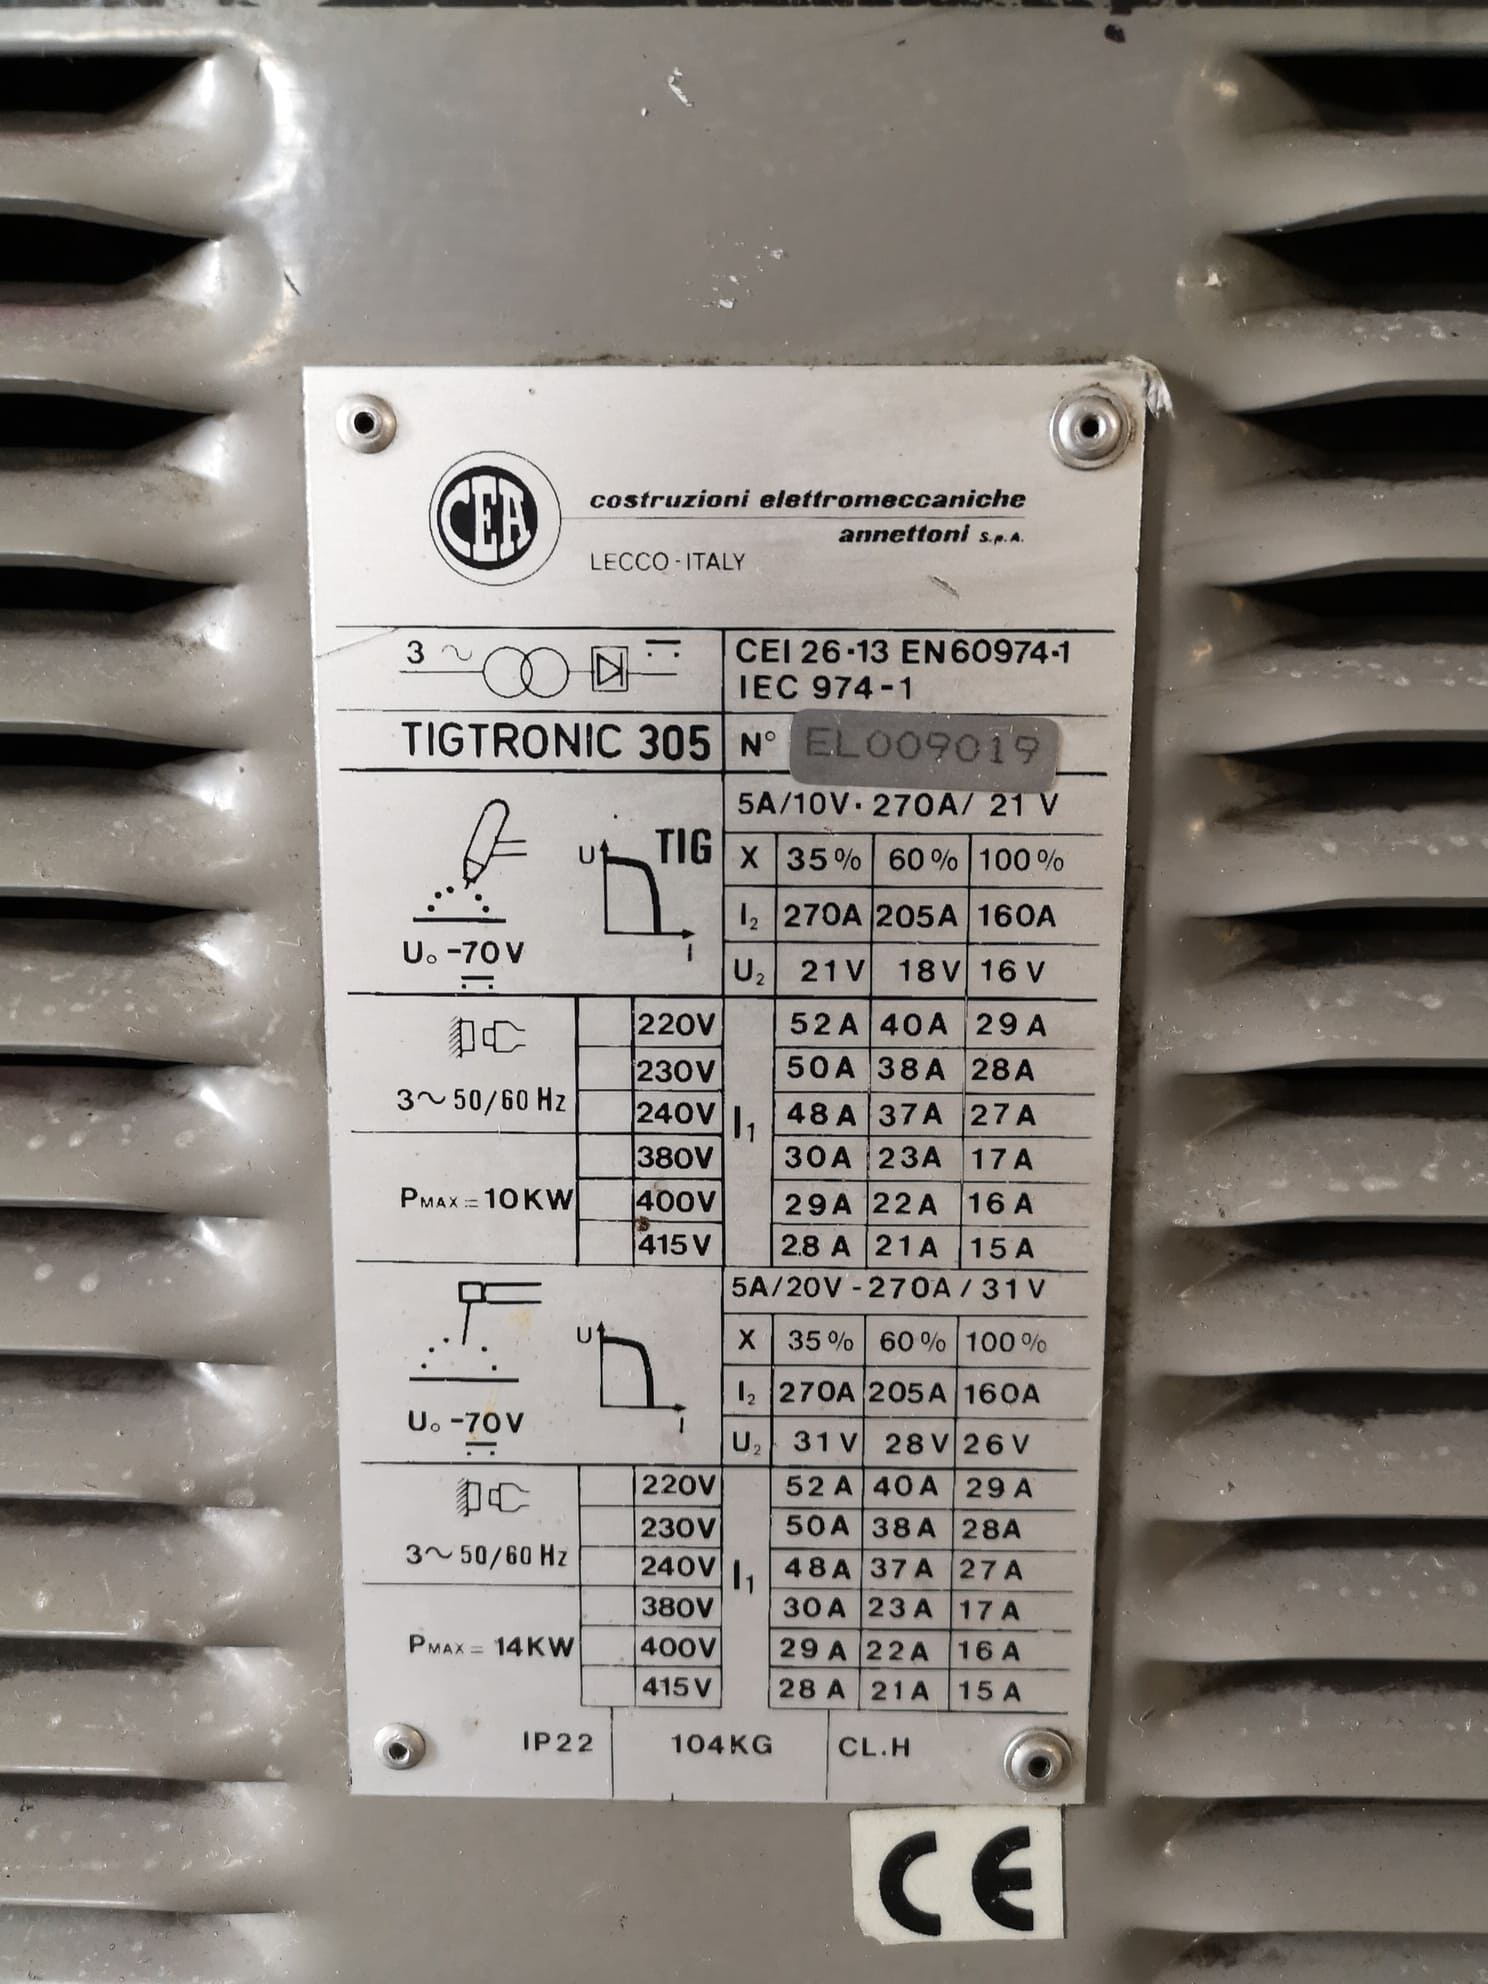 CEA
costruzioni elettromeccaniche
annettoni S.P.A.
LECCO-ITALY
3 ~
CEI 26-13 EN60974-1
IEC 974-1
TIGTRONIC 305
N° EL009019
5A/10V · 270A/ 21 V
U TIG
I
X 35% 60% 100%
I₂ 270A 205A 160A
U₂ 21V 18V 16V
U₀ -70V
3~50/60 Hz
PMAX = 10KW
I₁
220V 52A 40A 29A
230V 50A 38A 28A
240V 48A 37A 27A
380V 30A 23A 17A
400V 29A 22A 16A
415V 28A 21A 15A
5A/20V - 270A / 31V
U
I
X 35% 60% 100%
I₂ 270A 205A 160A
U₂ 31V 28V 26V
U₀ -70V
3~50/60 Hz
PMAX = 14KW
I₁
220V 52A 40A 29A
230V 50A 38A 28A
240V 48A 37A 27A
380V 30A 23A 17A
400V 29A 22A 16A
415V 28A 21A 15A
IP22 104KG CL.H
CE